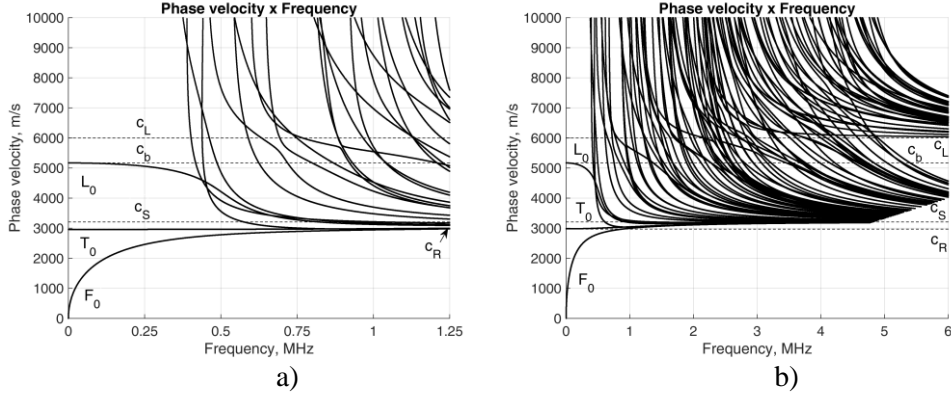 Phase velocity x Frequency
Phase velocity, m/s
10000
9000
8000
7000
6000
5000
4000
3000
2000
1000
0
c_L
c_b
L_0
c_S
T_0
c_R
F_0
0 0.25 0.5 0.75 1 1.25
Frequency, MHz
a)
Phase velocity x Frequency
Phase velocity, m/s
10000
9000
8000
7000
6000
5000
4000
3000
2000
1000
0
c_L
L_0
c_b
T_0
c_S
c_R
F_0
0 1 2 3 4 5 6
Frequency, MHz
b)